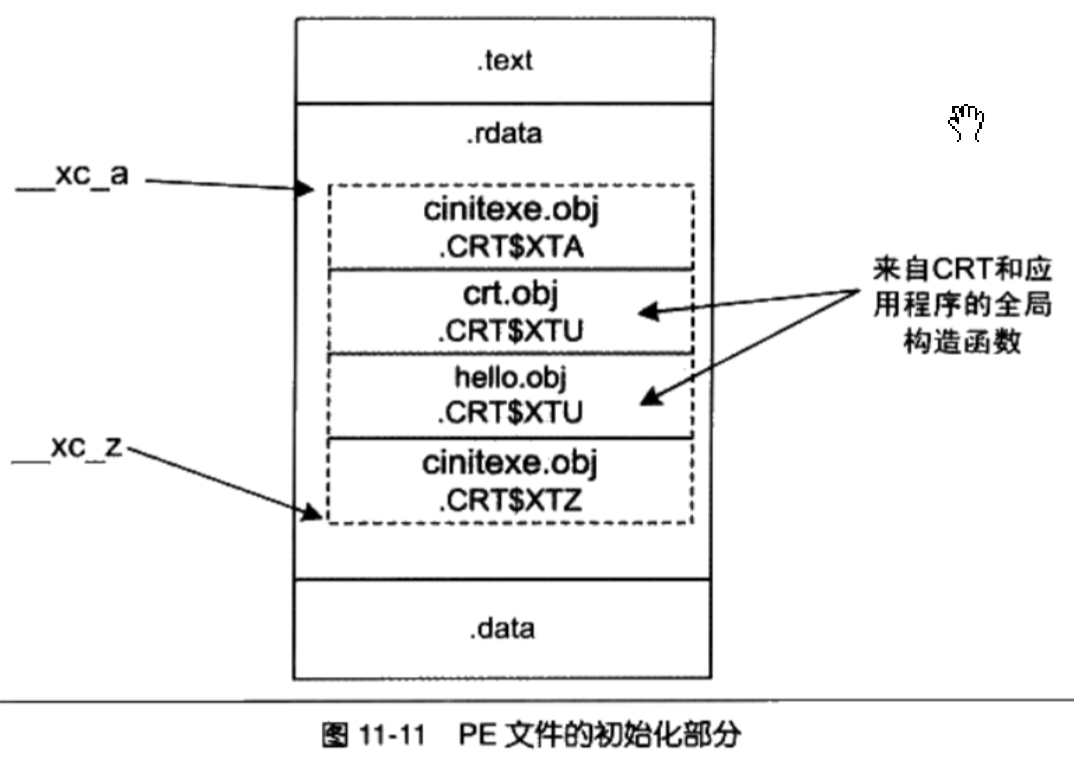 .text
.rdata
__xc_a
cinitexe.obj
.CRT$XTA
crt.obj
.CRT$XTU
hello.obj
.CRT$XTU
cinitexe.obj
.CRT$XTZ
__xc_z
来自CRT和应
用程序的全局
构造函数
.data
图 11-11 PE 文件的初始化部分